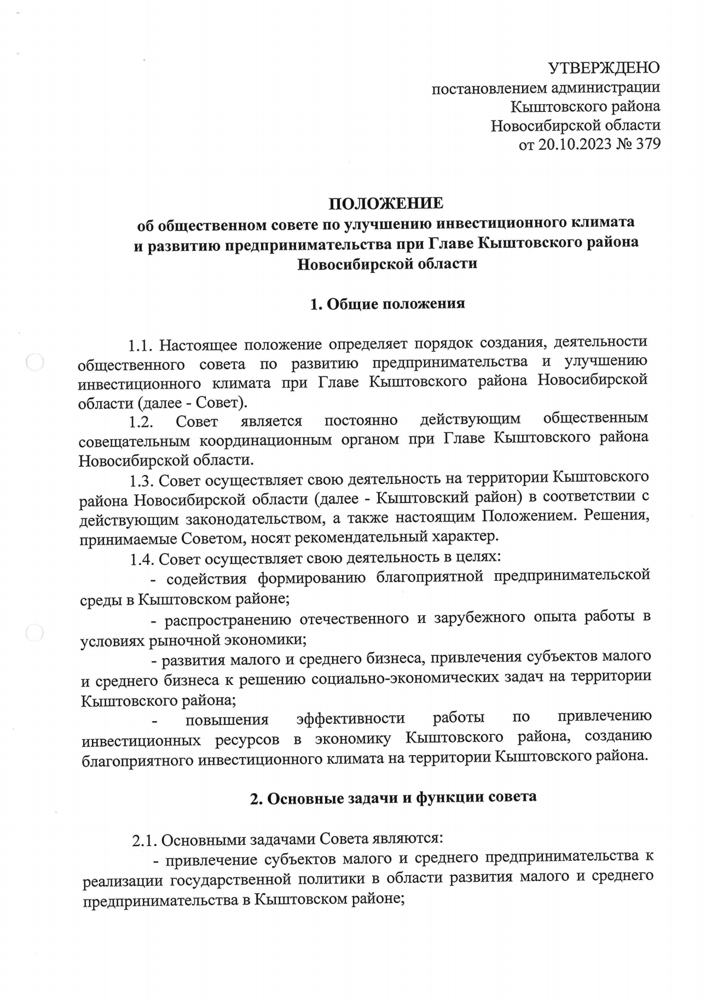 УТВЕРЖДЕНО
постановлением администрации
Кыштовского района
Новосибирской области
от 20.10.2023 № 379
ПОЛОЖЕНИЕ
об общественном совете по улучшению инвестиционного климата
и развитию предпринимательства при Главе Кыштовского района
Новосибирской области
1. Общие положения
1.1. Настоящее положение определяет порядок создания, деятельности
общественного совета по развитию предпринимательства и улучшению
инвестиционного климата при Главе Кыштовского района Новосибирской
области (далее - Совет).
1.2. Совет является постоянно действующим общественным
совещательным координационным органом при Главе Кыштовского района
Новосибирской области.
1.3. Совет осуществляет свою деятельность на территории Кыштовского
района Новосибирской области (далее - Кыштовский район) в соответствии с
действующим законодательством, а также настоящим Положением. Решения,
принимаемые Советом, носят рекомендательный характер.
1.4. Совет осуществляет свою деятельность в целях:
- содействия формированию благоприятной предпринимательской
среды в Кыштовском районе;
- распространению отечественного и зарубежного опыта работы в
условиях рыночной экономики;
- развития малого и среднего бизнеса, привлечения субъектов малого
и среднего бизнеса к решению социально-экономических задач на территории
Кыштовского района;
- повышения эффективности работы по привлечению
инвестиционных ресурсов в экономику Кыштовского района, созданию
благоприятного инвестиционного климата на территории Кыштовского района.
2. Основные задачи и функции совета
2.1. Основными задачами Совета являются:
- привлечение субъектов малого и среднего предпринимательства к
реализации государственной политики в области развития малого и среднего
предпринимательства в Кыштовском районе;